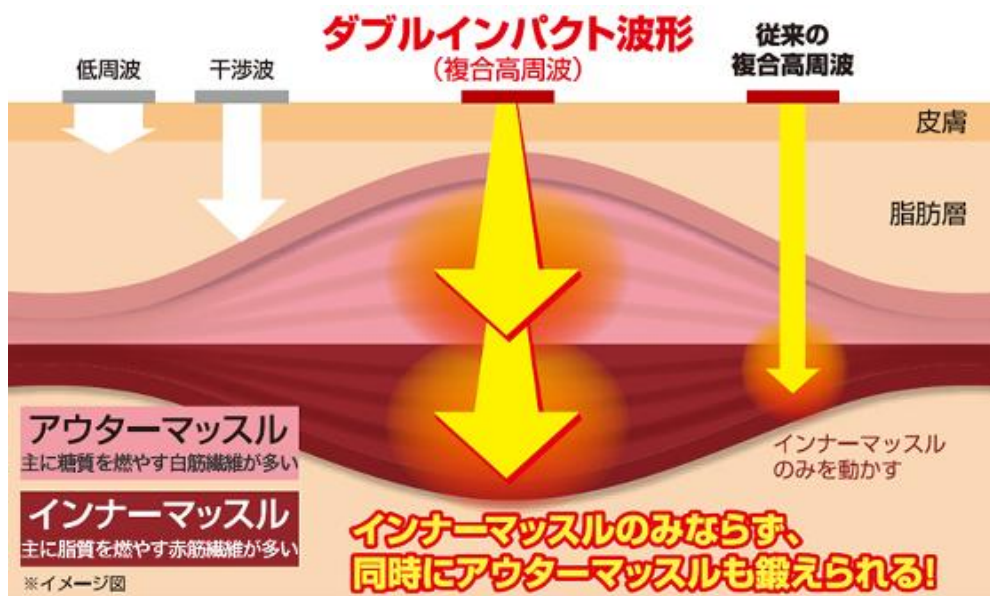 低周波
干渉波
ダブルインパクト波形
（複合高周波）
従来の
複合高周波
皮膚
脂肪層
アウターマッスル
主に糖質を燃やす白筋繊維が多い
インナーマッスル
主に脂質を燃やす赤筋繊維が多い
※イメージ図
インナーマッスル
のみを動かす
インナーマッスルのみならず、
同時にアウターマッスルも鍛えられる!